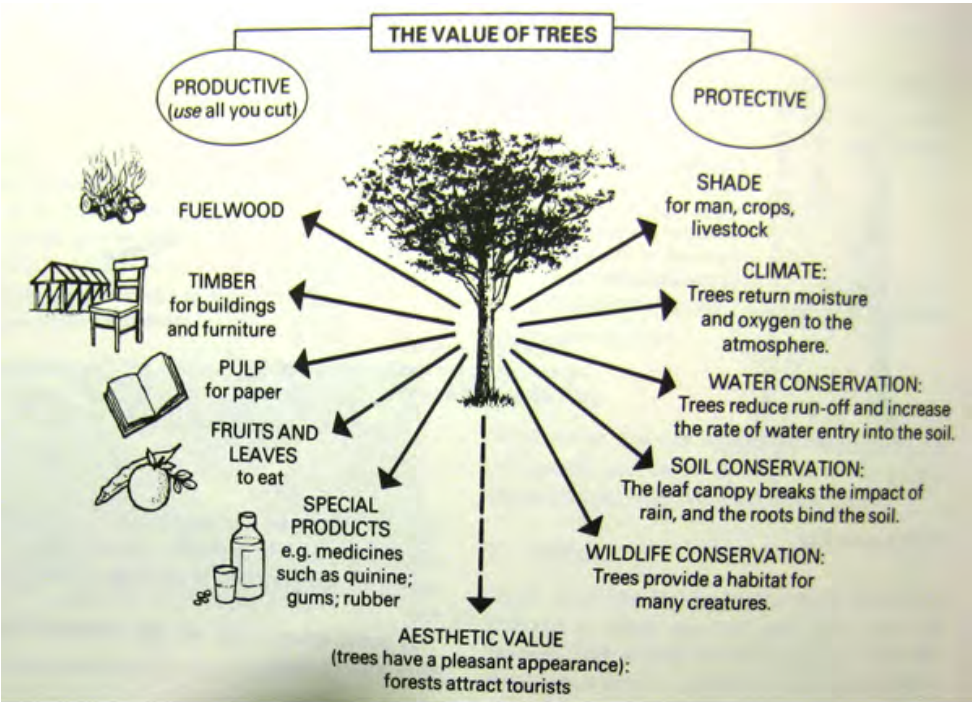 THE VALUE OF TREES
PRODUCTIVE
(use all you cut)
PROTECTIVE
FUELWOOD
TIMBER
for buildings
and furniture
PULP
for paper
FRUITS AND
LEAVES
to eat
SPECIAL
PRODUCTS
e.g. medicines
such as quinine;
gums; rubber
SHADE
for man, crops,
livestock
CLIMATE:
Trees return moisture
and oxygen to the
atmosphere.
WATER CONSERVATION:
Trees reduce run-off and increase
the rate of water entry into the soil.
SOIL CONSERVATION:
The leaf canopy breaks the impact of
rain, and the roots bind the soil.
WILDLIFE CONSERVATION:
Trees provide a habitat for
many creatures.
AESTHETIC VALUE
(trees have a pleasant appearance):
forests attract tourists